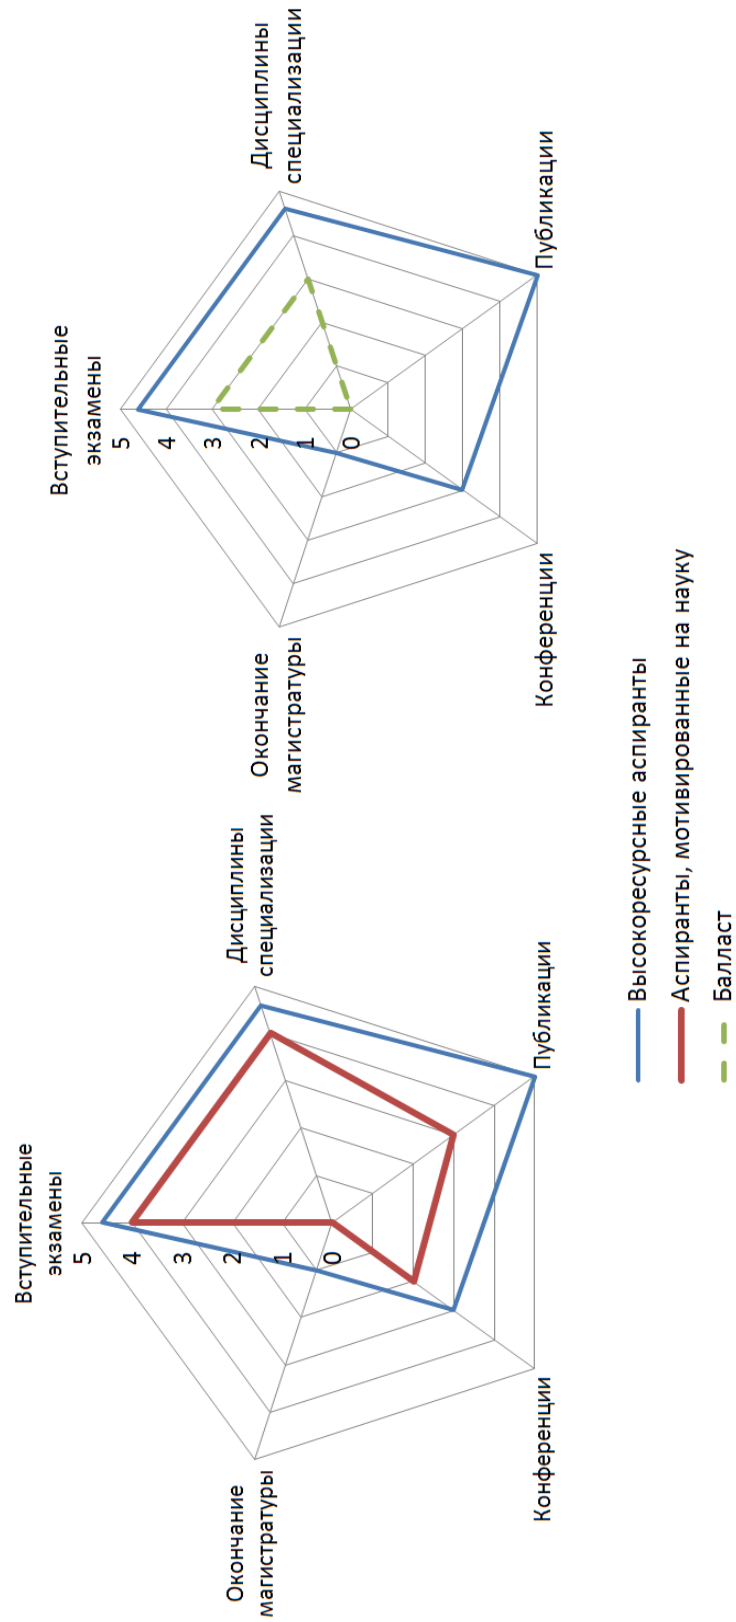 Вступительные
экзамены
5
4
3
2
1
0
Дисциплины
специализации
Публикации
Конференции
Окончание
магистратуры
Вступительные
экзамены
5
4
3
2
1
0
Дисциплины
специализации
Публикации
Конференции
Окончание
магистратуры
Высокоресурсные аспиранты
Аспиранты, мотивированные на науку
Балласт